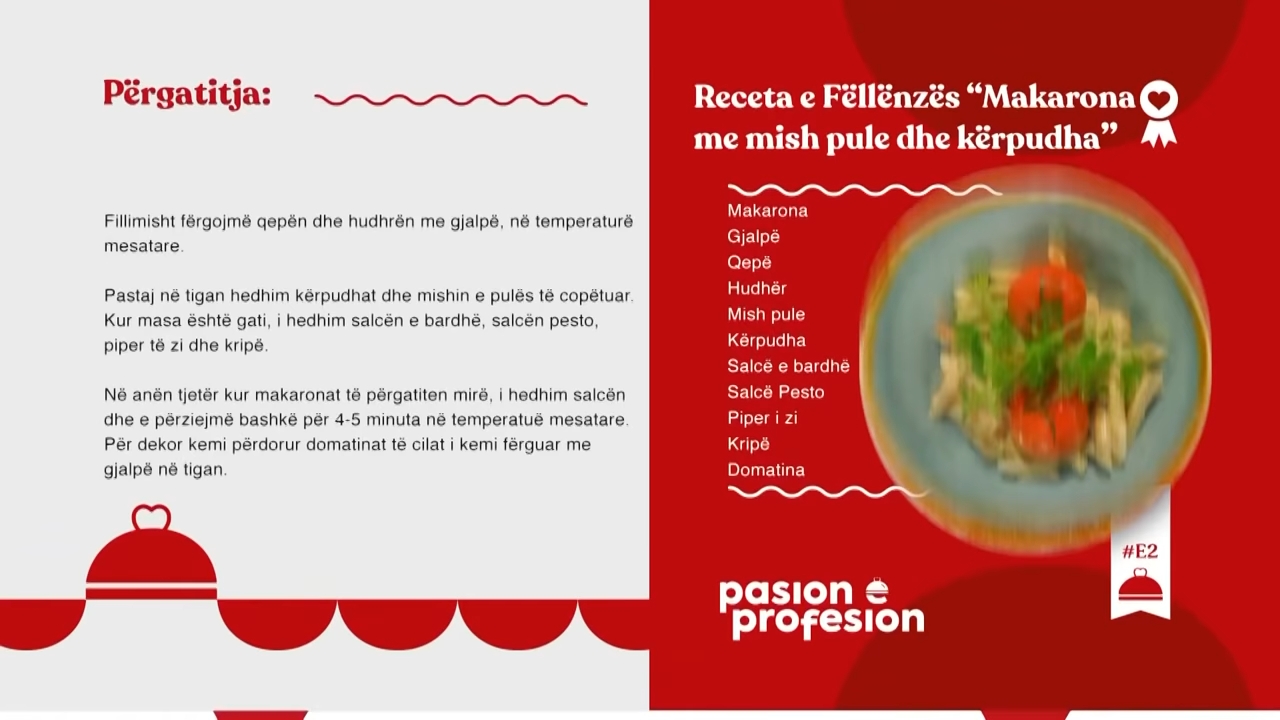 Përgatitja:
Fillimisht fërgojmë qepën dhe hudhrën me gjalpë, në temperaturë
mesatare.
Pastaj në tigan hedhim kërpudhat dhe mishin e pulës të copëtuar.
Kur masa është gati, i hedhim salcën e bardhë, salcën pesto,
piper të zi dhe kripë.
Në anën tjetër kur makaronat të përgatiten mirë, i hedhim salcën
dhe e përziejmë bashkë për 4-5 minuta në temperatuë mesatare.
Për dekor kemi përdorur domatinat të cilat i kemi fërguar me
gjalpë në tigan.
Receta e Fëllënzës “Makarona
me mish pule dhe kërpudha”
Makarona
Gjalpë
Qepë
Hudhër
Mish pule
Kërpudha
Salcë e bardhë
Salcë Pesto
Piper i zi
Kripë
Domatina
#E2
pasion e
profesion